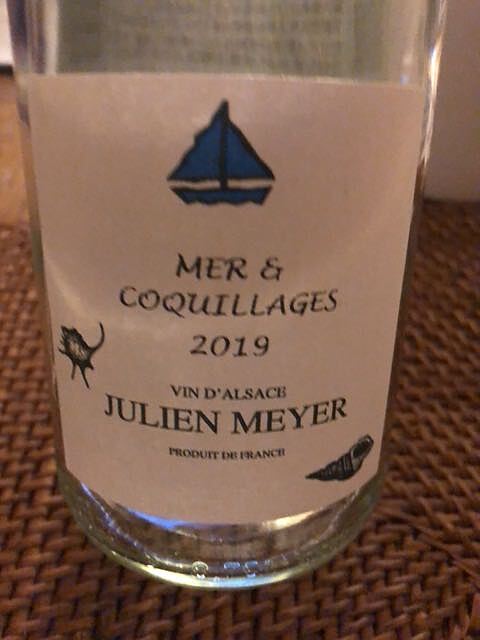 MER &
COQUILLAGES
2019
VIN D'ALSACE
JULIEN MEYER
PRODUIT DE FRANCE